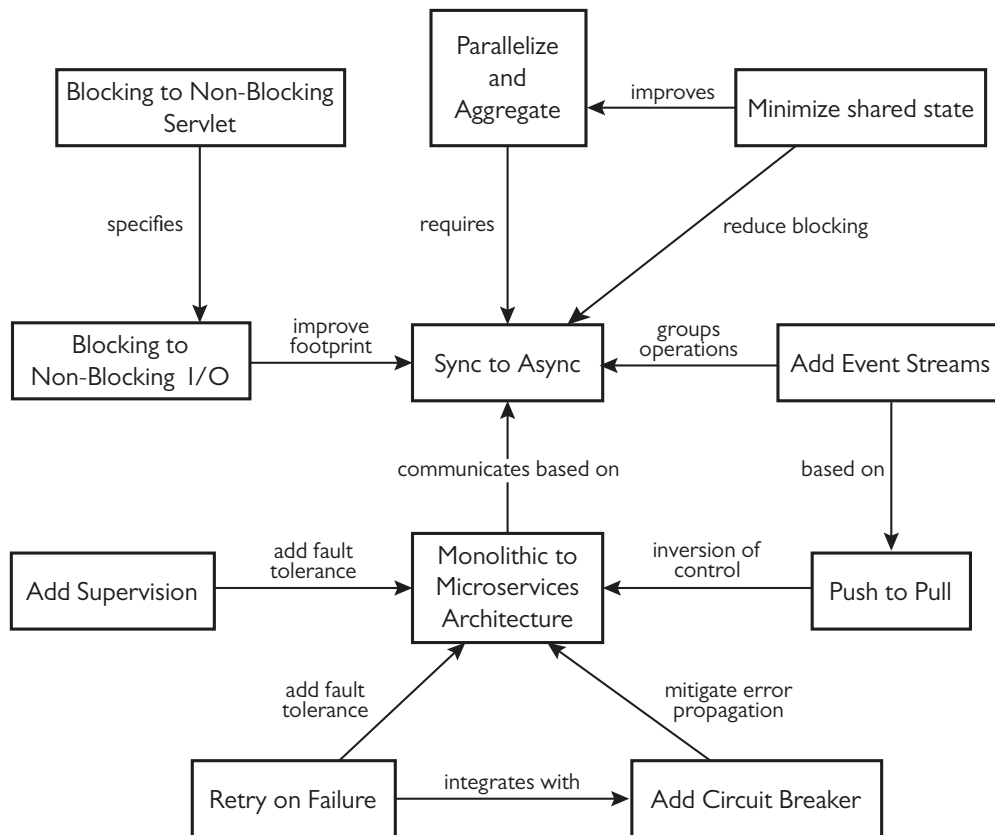 Parallelize
and
Aggregate
Blocking to Non-Blocking
Servlet
improves
Minimize shared state
specifies
requires
reduce blocking
Blocking to
Non-Blocking I/O
improve
footprint
Sync to Async
groups
operations
Add Event Streams
communicates based on
based on
Add Supervision
add fault
tolerance
Monolithic to
Microservices
Architecture
inversion of
control
Push to Pull
add fault
tolerance
mitigate error
propagation
Retry on Failure
integrates with
Add Circuit Breaker